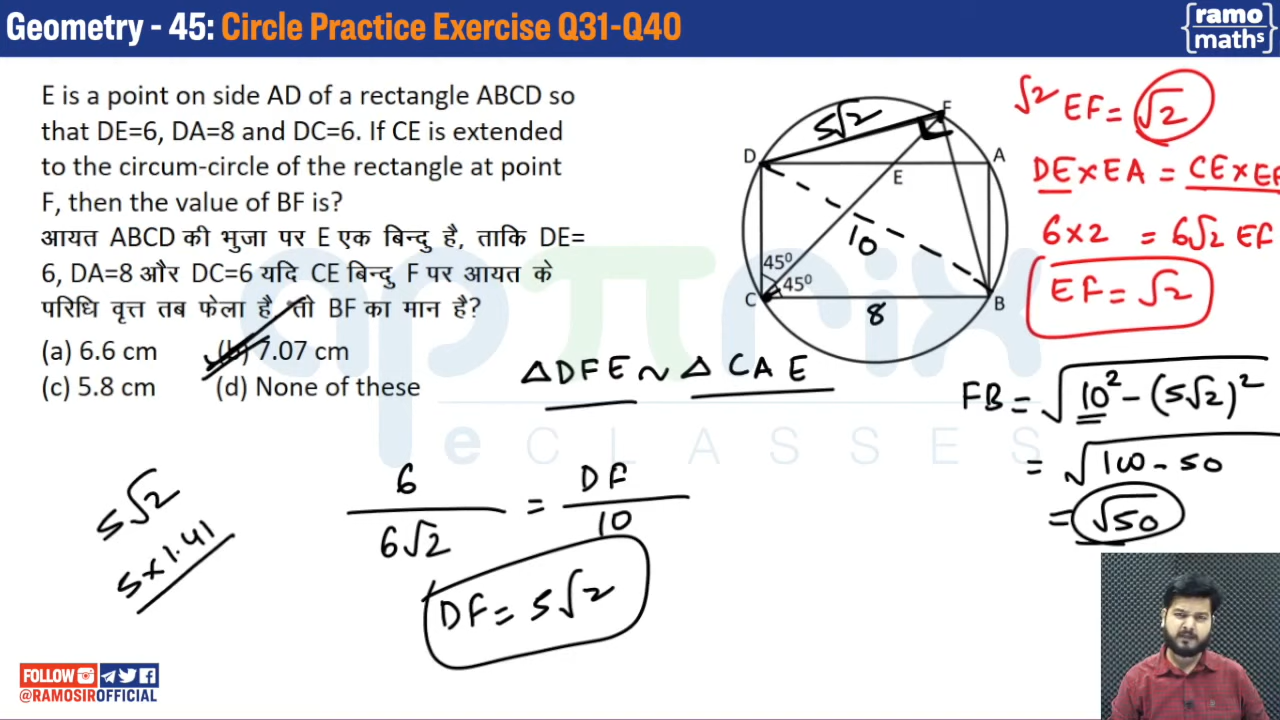 Geometry - 45: Circle Practice Exercise Q31-Q40
ramo
maths
E is a point on side AD of a rectangle ABCD so
that DE=6, DA=8 and DC=6. If CE is extended
to the circum-circle of the rectangle at point
F, then the value of BF is?
आयत ABCD की भुजा पर E एक बिन्दु है, ताकि DE=
6, DA=8 और DC=6 यदि CE बिन्दु F पर आयत के
परिधि वृत्त तब फेला है तो BF का मान है?
(a) 6.6 cm (b) 7.07 cm
(c) 5.8 cm (d) None of these
5√2
F
D
A
E
10
45⁰
45⁰
C
B
8
√2 EF = √2
DE × EA = CE × EF
6 × 2 = 6√2 EF
EF = √2
△DFE ~ △CAE
FB = √10² - (5√2)²
= √100 - 50
= √50
6/6√2 = DF/10
DF = 5√2
5√2
5 × 1.41
apπrix
eCLASSES
FOLLOW
@RAMOSIROFFICIAL